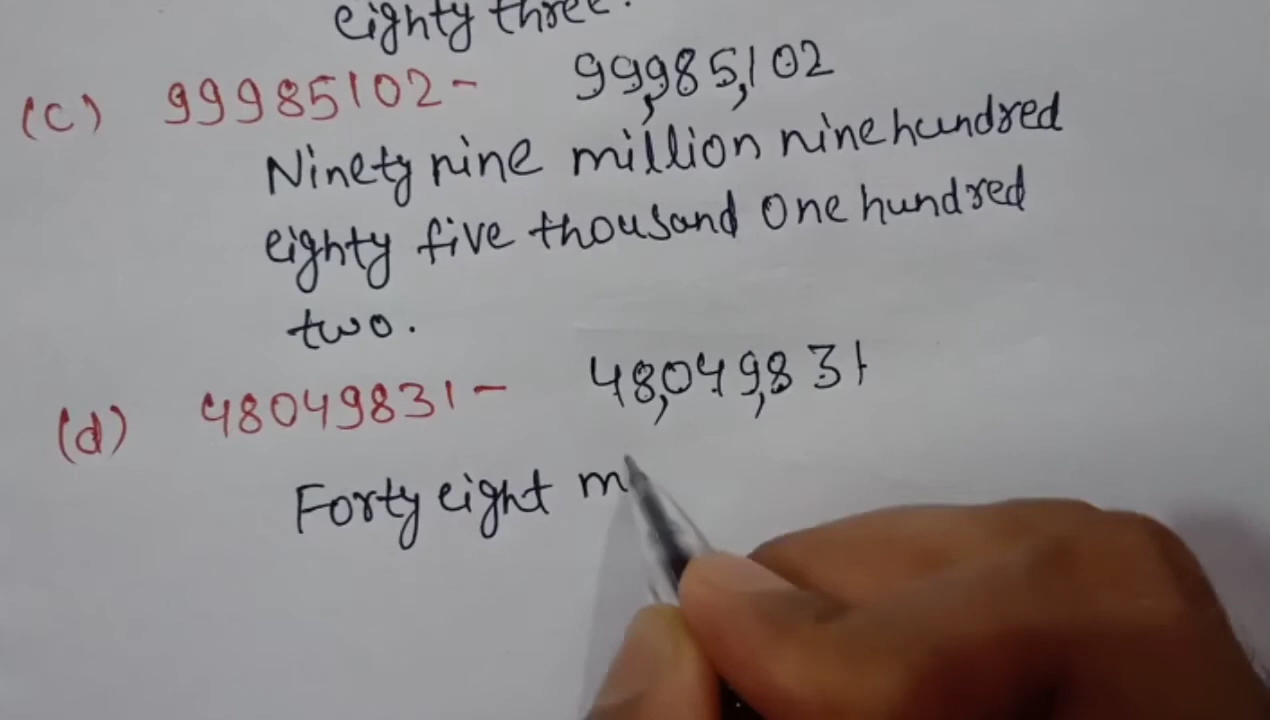 eighty three.
(c) 99985102 - 99,985,102
Ninety nine million nine hundred
eighty five thousand One hundred
two.
(d) 48049831 - 48,049,831
Forty eight m